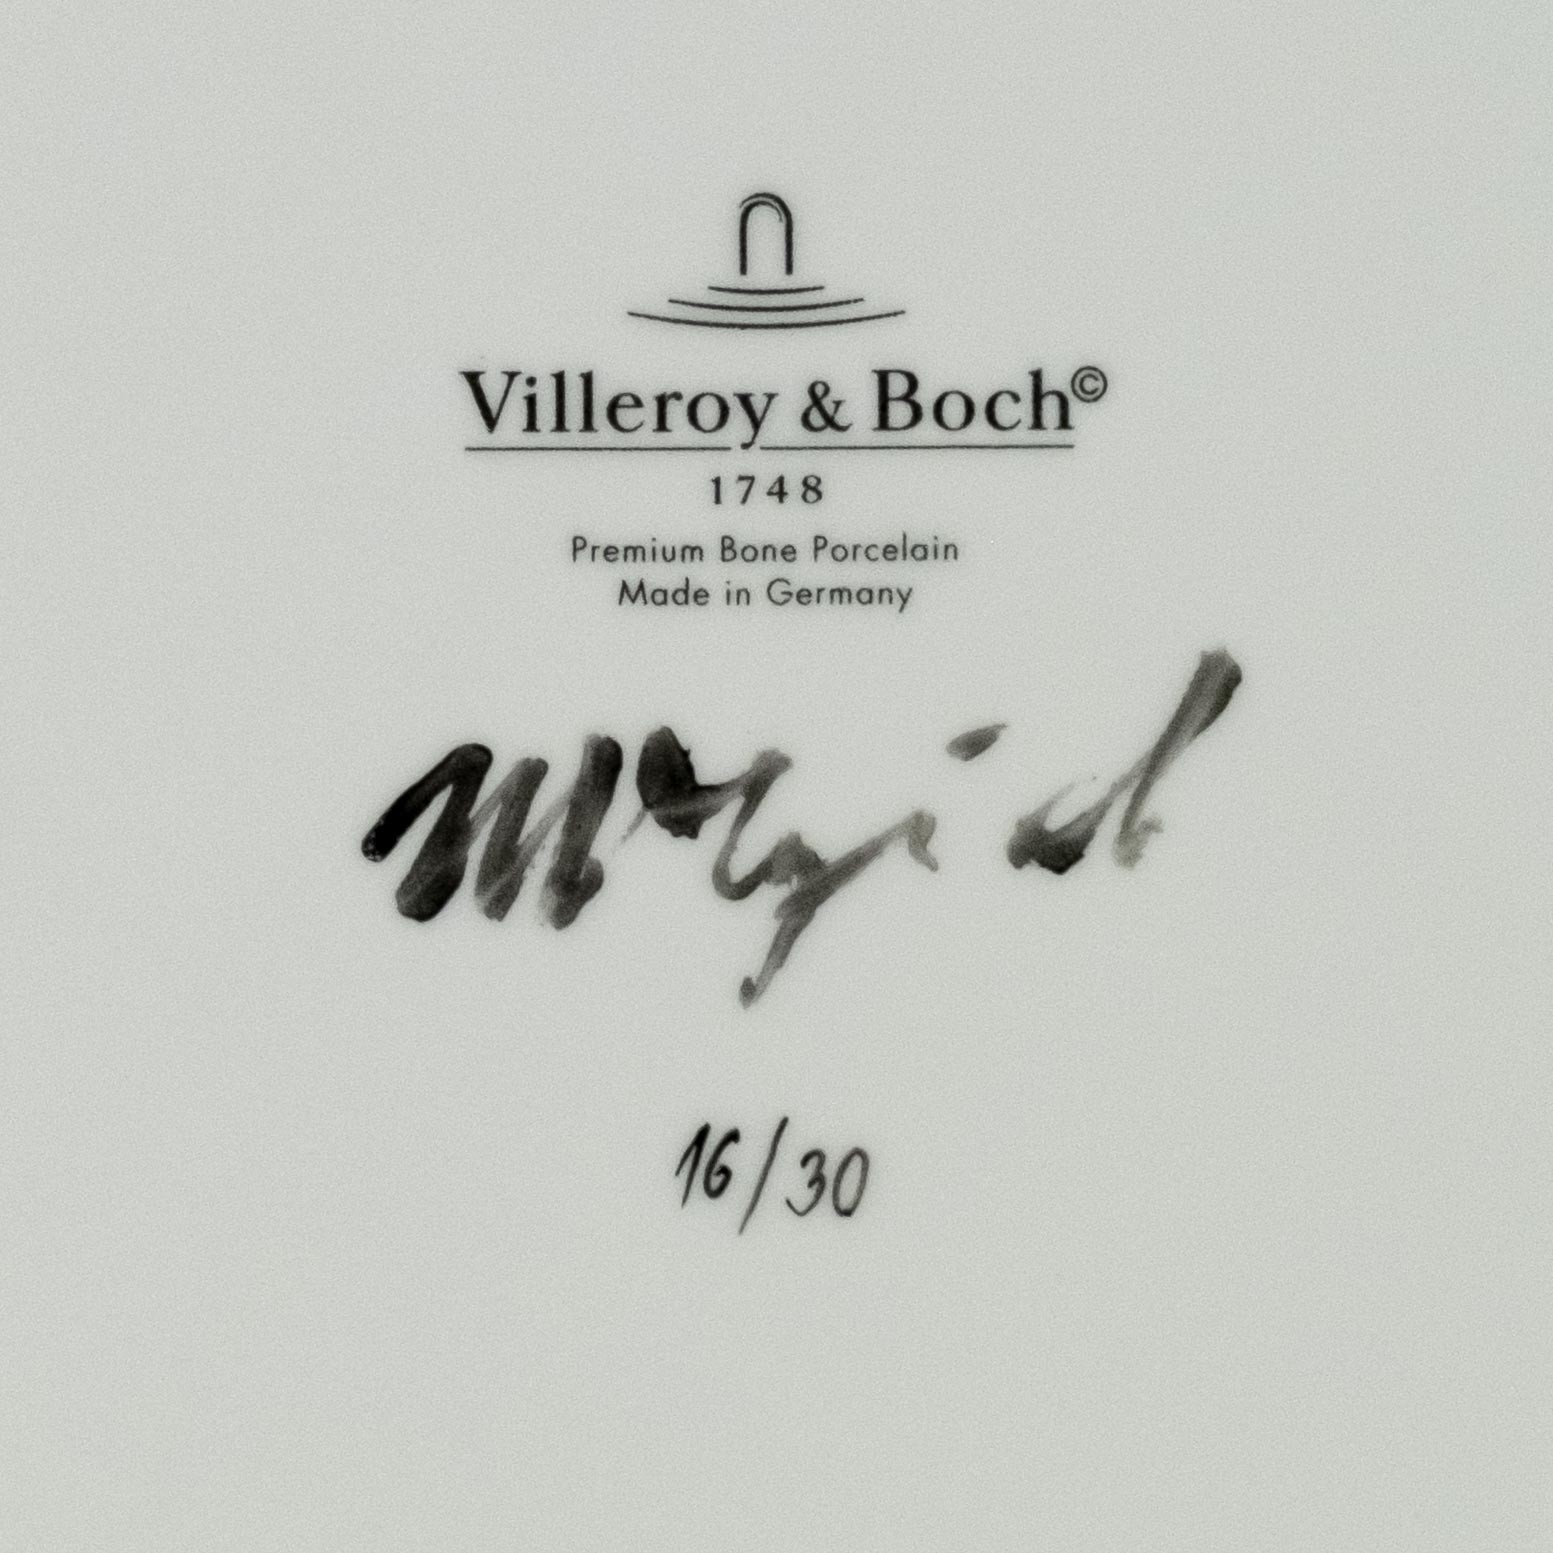 Villeroy & Boch©
1748
Premium Bone Porcelain
Made in Germany
16/30